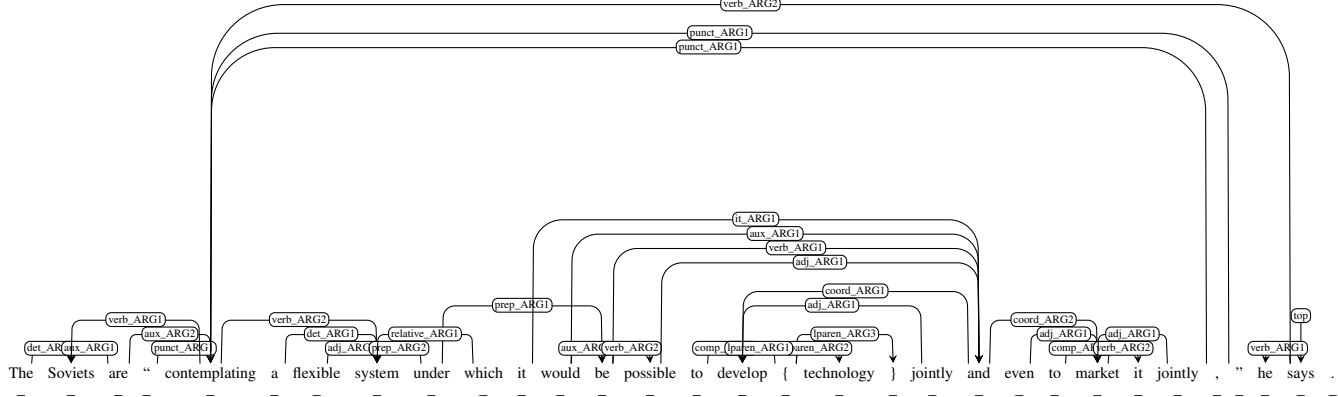 verb_ARG2
punct_ARG1
punct_ARG1
it_ARG1
aux_ARG1
verb_ARG1
adj_ARG1
coord_ARG1
prep_ARG1 adj_ARG1
verb_ARG1 verb_ARG2 coord_ARG2 top
aux_ARG2 det_ARG1 relative_ARG1 lparen_ARG3 adj_ARG1 adj_ARG1
aux_ARG1 prep_ARG2 verb_ARG2 lparen_ARG1 verb_ARG2 verb_ARG1
The Soviets are “ contemplating a flexible system under which it would be possible to develop { technology } jointly and even to market it jointly , ” he says .
_ _ _ _ _ _ _ _ _ _ _ _ _ _ _ _ _ _ _ _ _ _ _ _ _ _ _ _ _ _ _ _